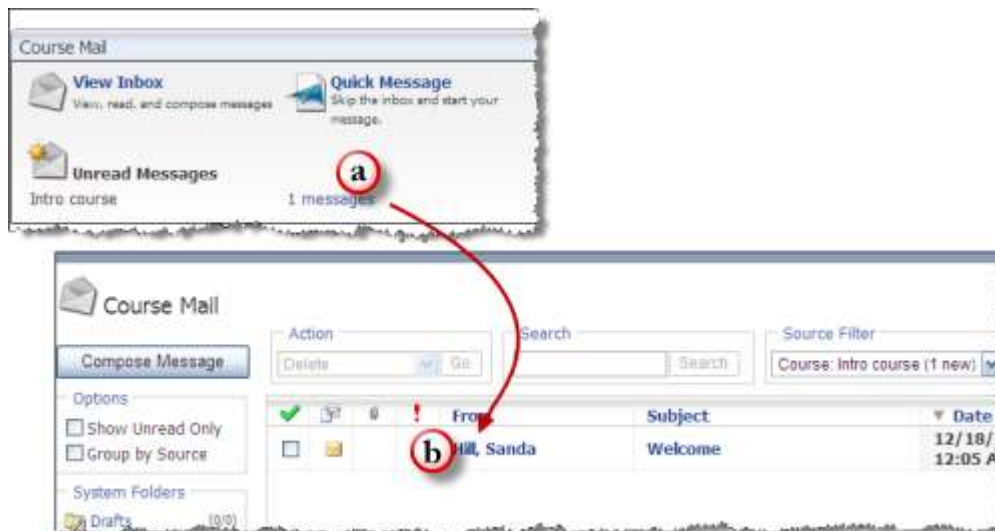 Course Mail
View Inbox
View, read, and compose messages
Quick Message
Skip the inbox and start your
message.
Unread Messages
a
Intro course
1 messages
Course Mail
Compose Message
Action
Delete
Go
Search
Search
Source Filter
Course: Intro course (1 new)
Options
Show Unread Only
Group by Source
! From Subject Date
b Hill, Sanda Welcome 12/18/
12:05 A
System Folders
Drafts (0/0)